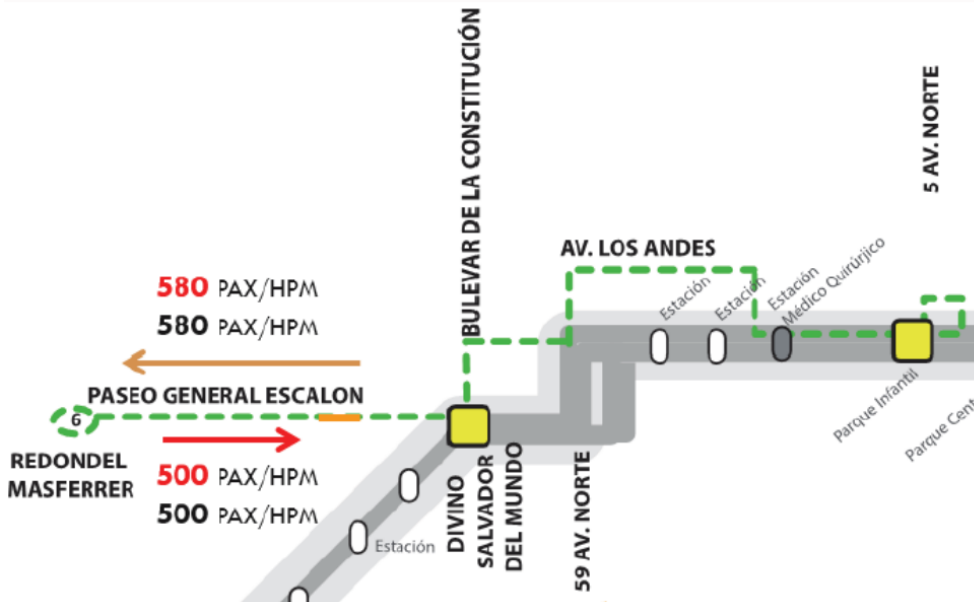 BULEVAR DE LA CONSTITUCIÓN
5 AV. NORTE
AV. LOS ANDES
Estación
Estación
Estación
Médico Quirúrjico
580 PAX/HPM
580 PAX/HPM
PASEO GENERAL ESCALON
6
REDONDEL
MASFERRER
500 PAX/HPM
500 PAX/HPM
Estación
DIVINO
SALVADOR
DEL MUNDO
59 AV. NORTE
Parque Infantil
Parque Cent